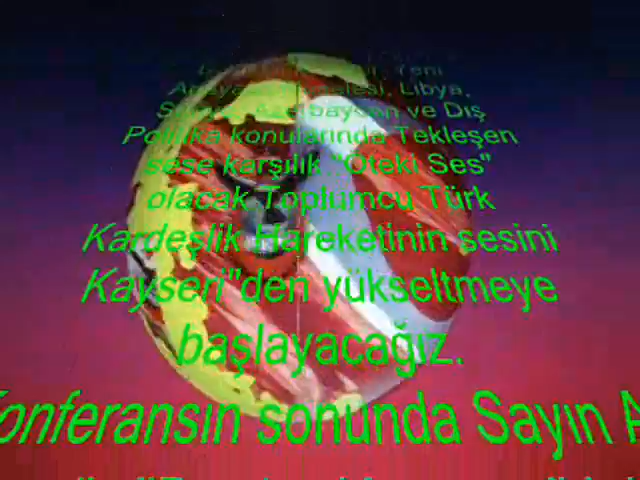 Yeni
Libya,
ve Dış
Politika konularında Tekleşen
sese karşılık "Öteki Ses"
olacak Toplumcu Türk
Kardeşlik Hareketinin sesini
Kayseri"den yükseltmeye
başlayacağız.
Konferansın sonunda Sayın A